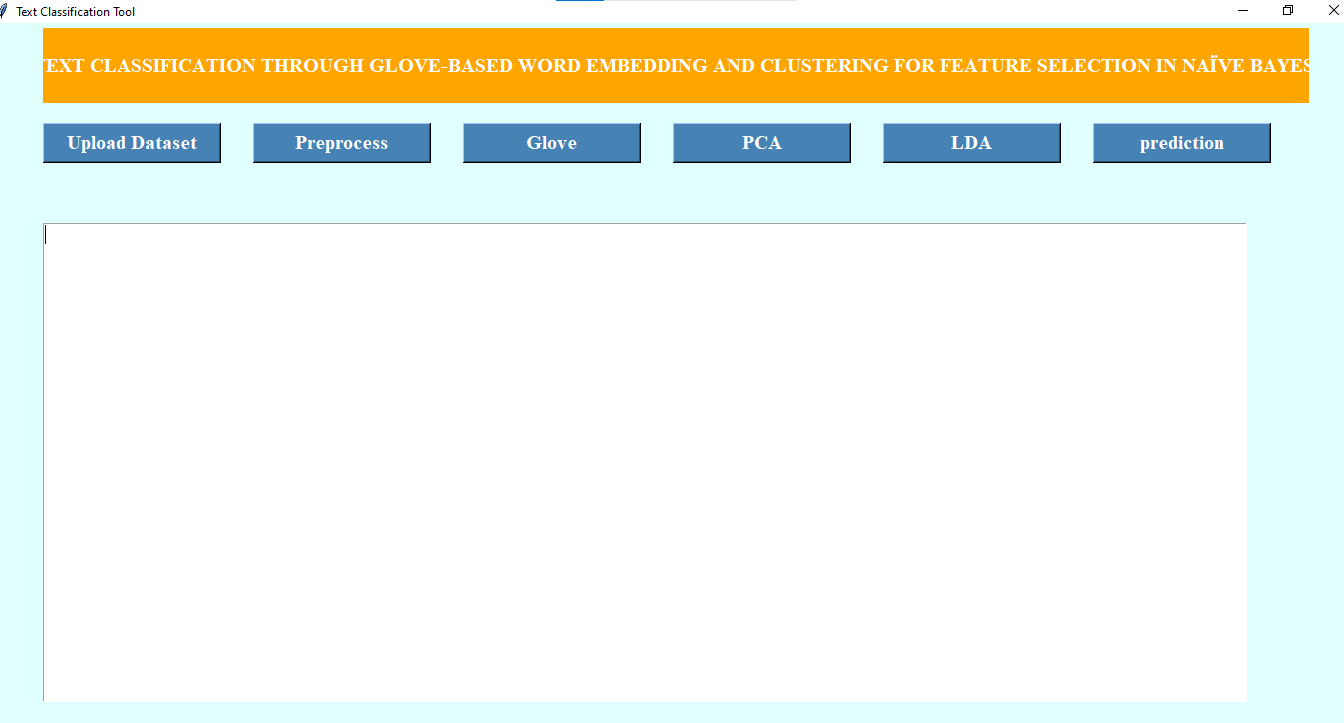 Text Classification Tool
TEXT CLASSIFICATION THROUGH GLOVE-BASED WORD EMBEDDING AND CLUSTERING FOR FEATURE SELECTION IN NAÏVE BAYES
Upload Dataset Preprocess Glove PCA LDA prediction